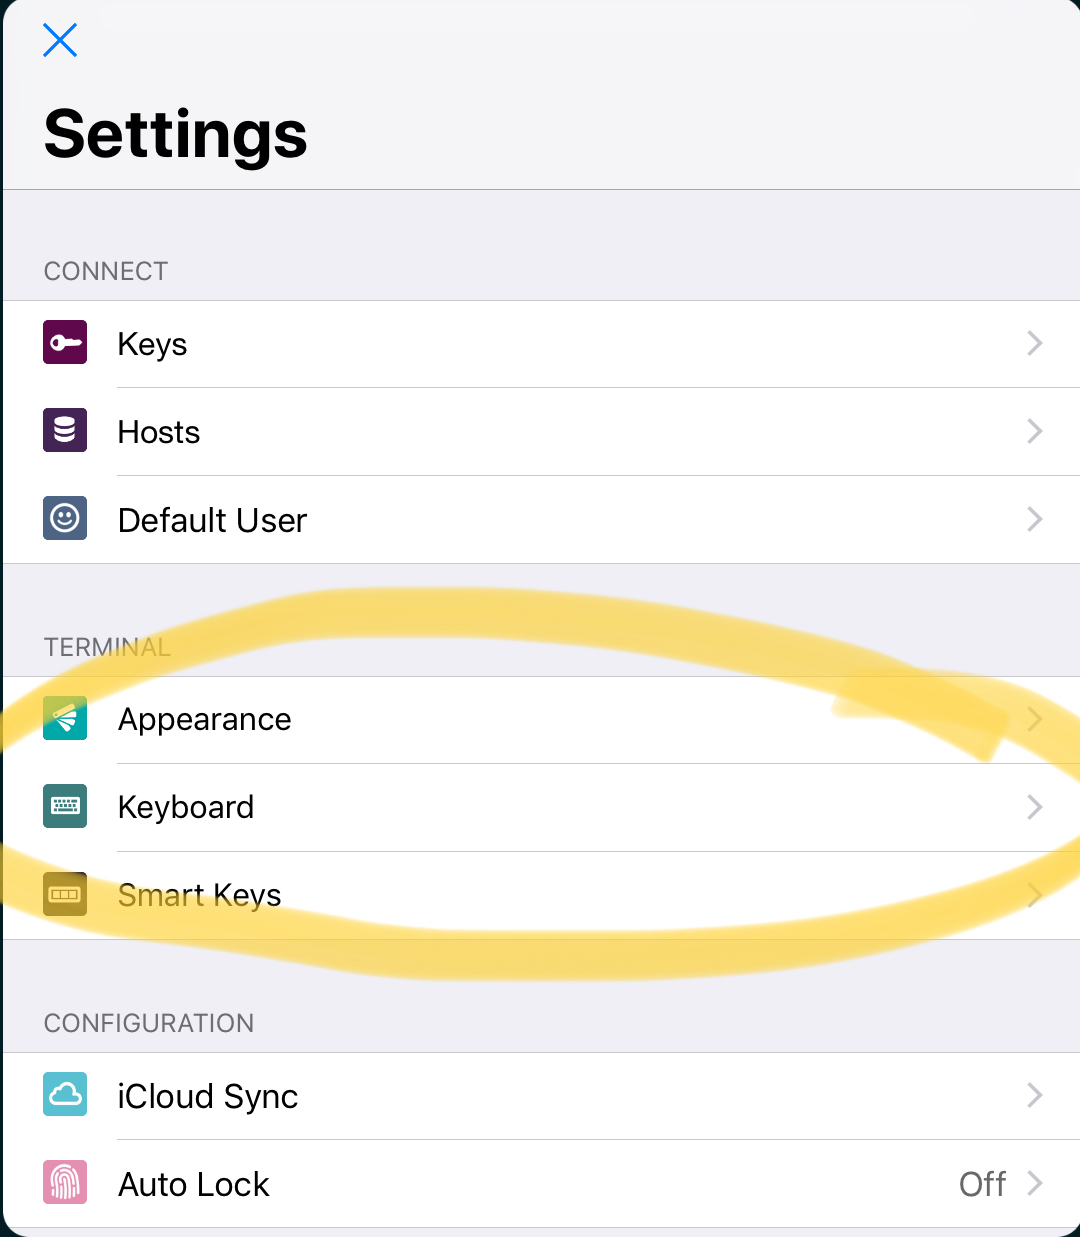 Settings
CONNECT
Keys
Hosts
Default User
TERMINAL
Appearance
Keyboard
Smart Keys
CONFIGURATION
iCloud Sync
Auto Lock Off